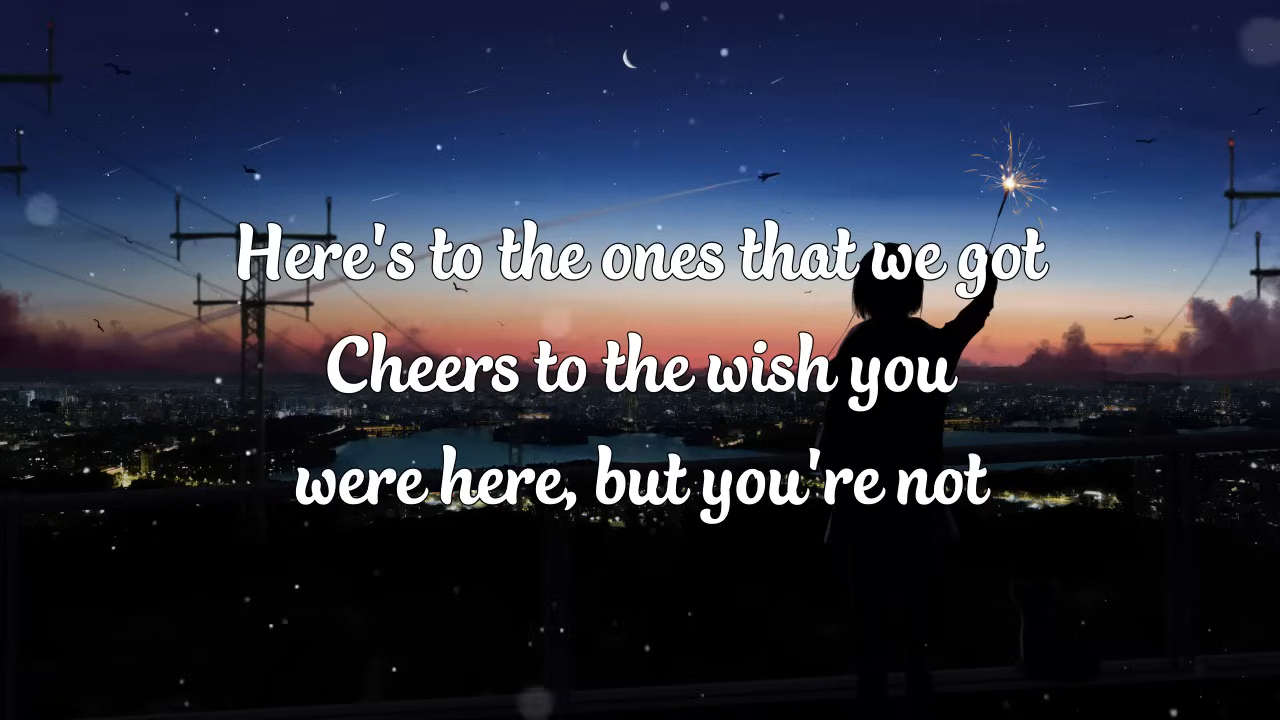 Here's to the ones that we got
Cheers to the wish you
were here, but you're not